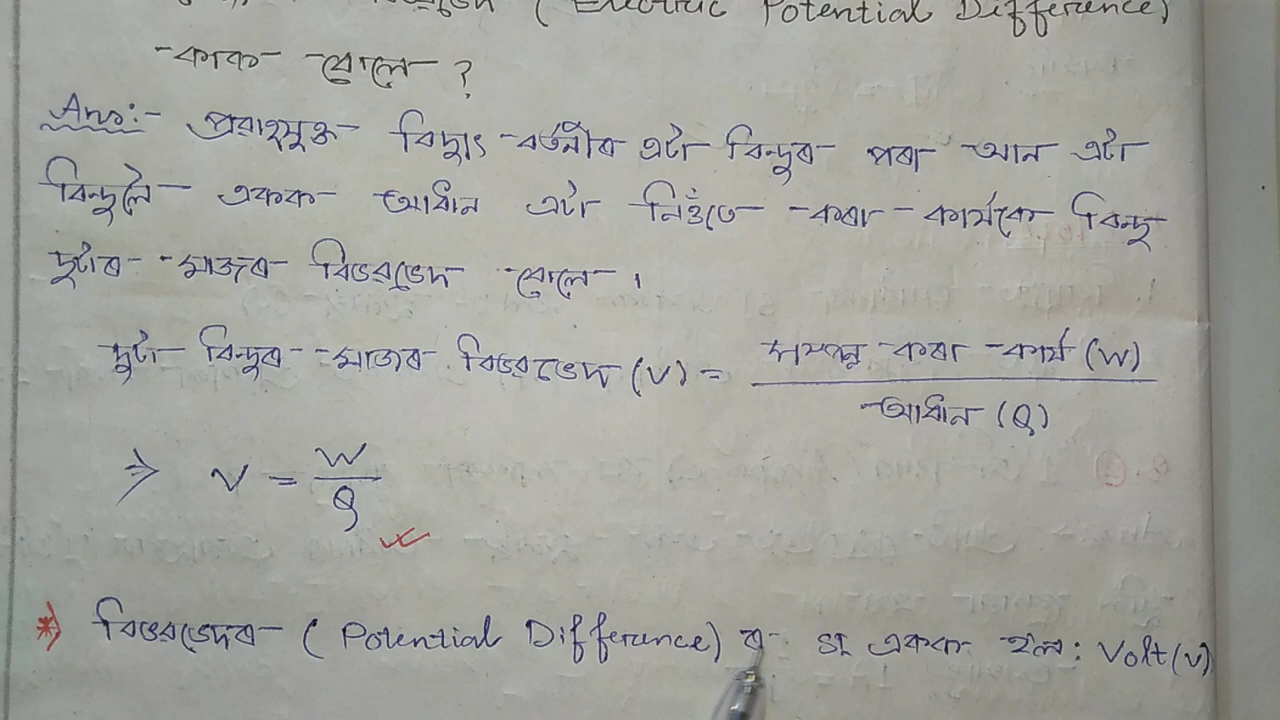 (Electric Potential Difference)
কাক বোলে ?
Ans:- প্ৰবাহযুক্ত বিদ্যুৎ বৰ্তনীৰ এটা বিন্দুৰ পৰা আন এটা
বিন্দুলৈ একক আধান এটা নিওঁতে কৰা কাৰ্যকে বিন্দু
দুটাৰ মাজৰ বিভৱভেদ বোলে ।
দুটা বিন্দুৰ মাজৰ বিভৱভেদ (V) = সম্পন্ন কৰা কাৰ্য (W) / আধান (Q)
⇒ V = W / Q
* বিভৱভেদৰ (Potential Difference) ৰ SI একক হ'ল : Volt (V)